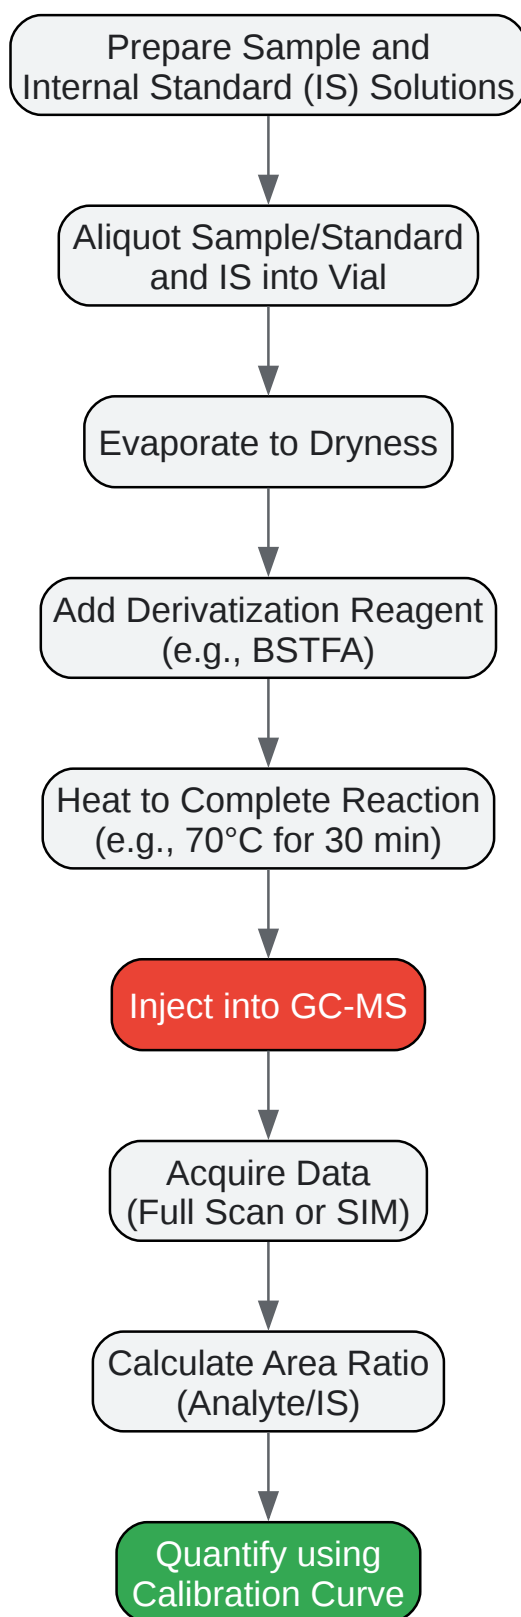 Prepare Sample and
Internal Standard (IS) Solutions
Aliquot Sample/Standard
and IS into Vial
Evaporate to Dryness
Add Derivatization Reagent
(e.g., BSTFA)
Heat to Complete Reaction
(e.g., 70°C for 30 min)
Inject into GC-MS
Acquire Data
(Full Scan or SIM)
Calculate Area Ratio
(Analyte/IS)
Quantify using
Calibration Curve